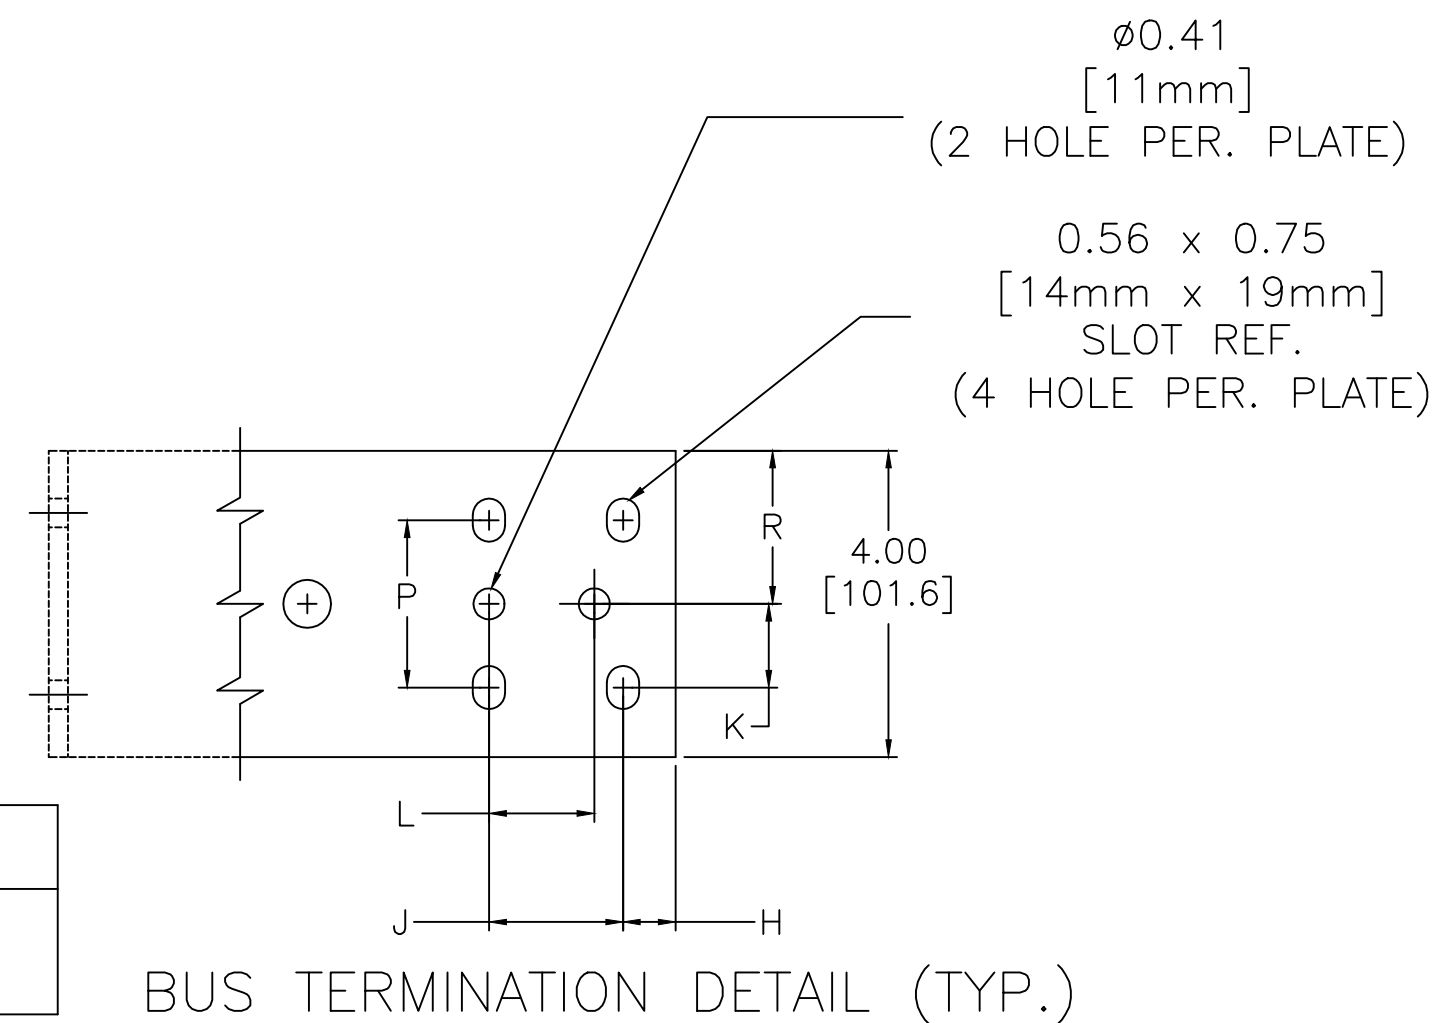 ø0.41
[11mm]
(2 HOLE PER. PLATE)
0.56 x 0.75
[14mm x 19mm]
SLOT REF.
(4 HOLE PER. PLATE)
R
4.00
[101.6]
P
K
L
J
H
BUS TERMINATION DETAIL (TYP.)